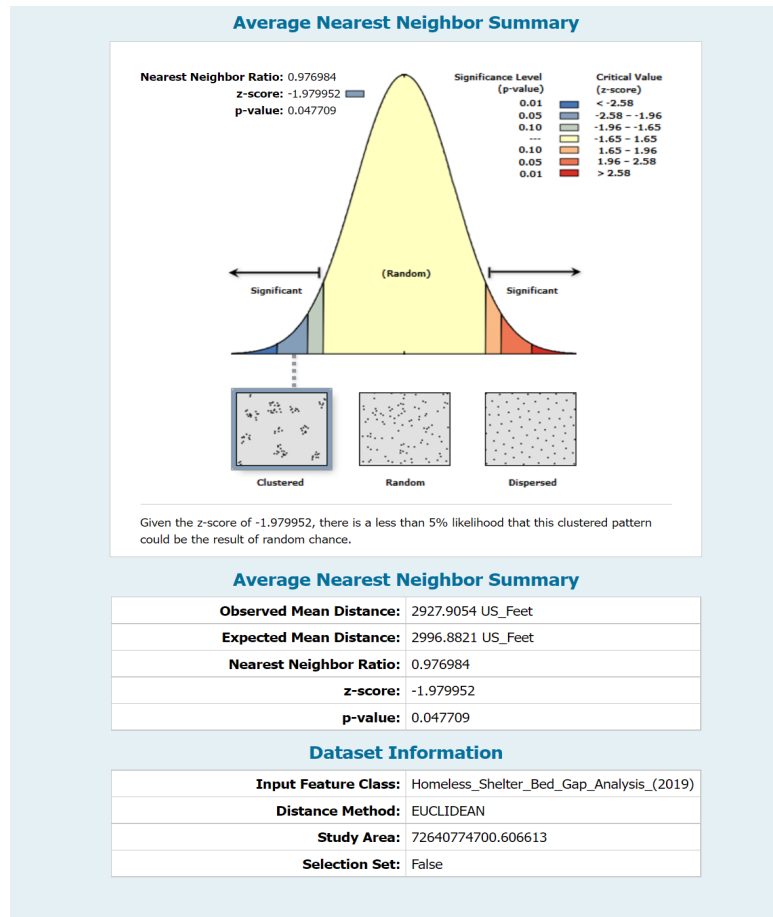 Average Nearest Neighbor Summary
Nearest Neighbor Ratio: 0.976984
z-score: -1.979952
p-value: 0.047709
Significance Level (p-value) Critical Value (z-score)
0.01 < -2.58
0.05 -2.58 – -1.96
0.10 -1.96 – -1.65
--- -1.65 – 1.65
0.10 1.65 – 1.96
0.05 1.96 – 2.58
0.01 > 2.58
(Random)
Significant Significant
Clustered Random Dispersed
Given the z-score of -1.979952, there is a less than 5% likelihood that this clustered pattern
could be the result of random chance.
Average Nearest Neighbor Summary
Observed Mean Distance: 2927.9054 US_Feet
Expected Mean Distance: 2996.8821 US_Feet
Nearest Neighbor Ratio: 0.976984
z-score: -1.979952
p-value: 0.047709
Dataset Information
Input Feature Class: Homeless_Shelter_Bed_Gap_Analysis_(2019)
Distance Method: EUCLIDEAN
Study Area: 72640774700.606613
Selection Set: False